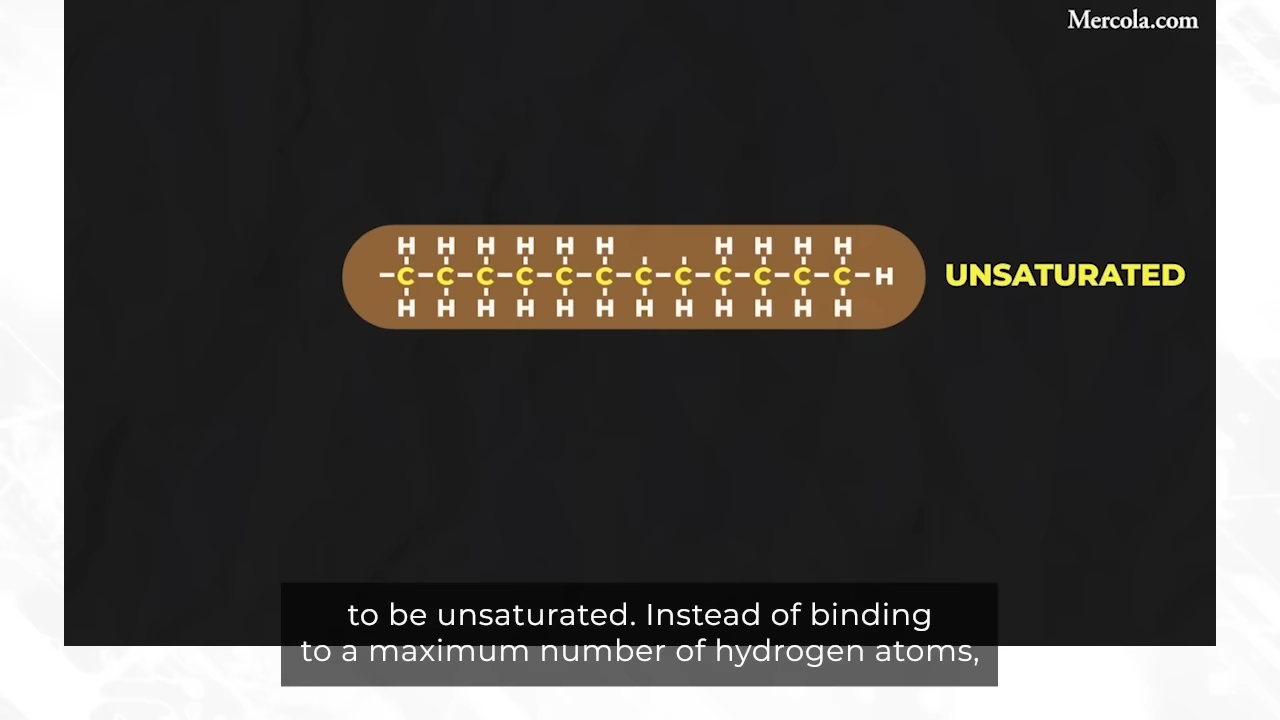 Mercola.com
H H H H H H H H H H
-C-C-C-C-C-C-C-C-C-C-C-C-H
H H H H H H H H H H H H
UNSATURATED
to be unsaturated. Instead of binding
to a maximum number of hydrogen atoms,